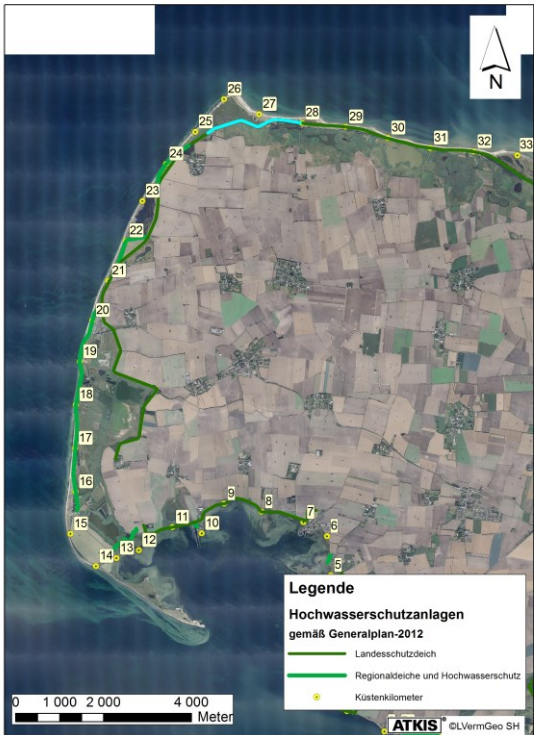 N
26
27
28
29
30
31
32
33
25
24
23
22
21
20
19
18
17
16
15
14
13
12
11
10
9
8
7
6
5
Legende
Hochwasserschutzanlagen
gemäß Generalplan-2012
Landesschutzdeich
Regionaldeiche und Hochwasserschutz
Küstenkilometer
0 1 000 2 000 4 000
Meter
ATKIS® ©LVermGeo SH